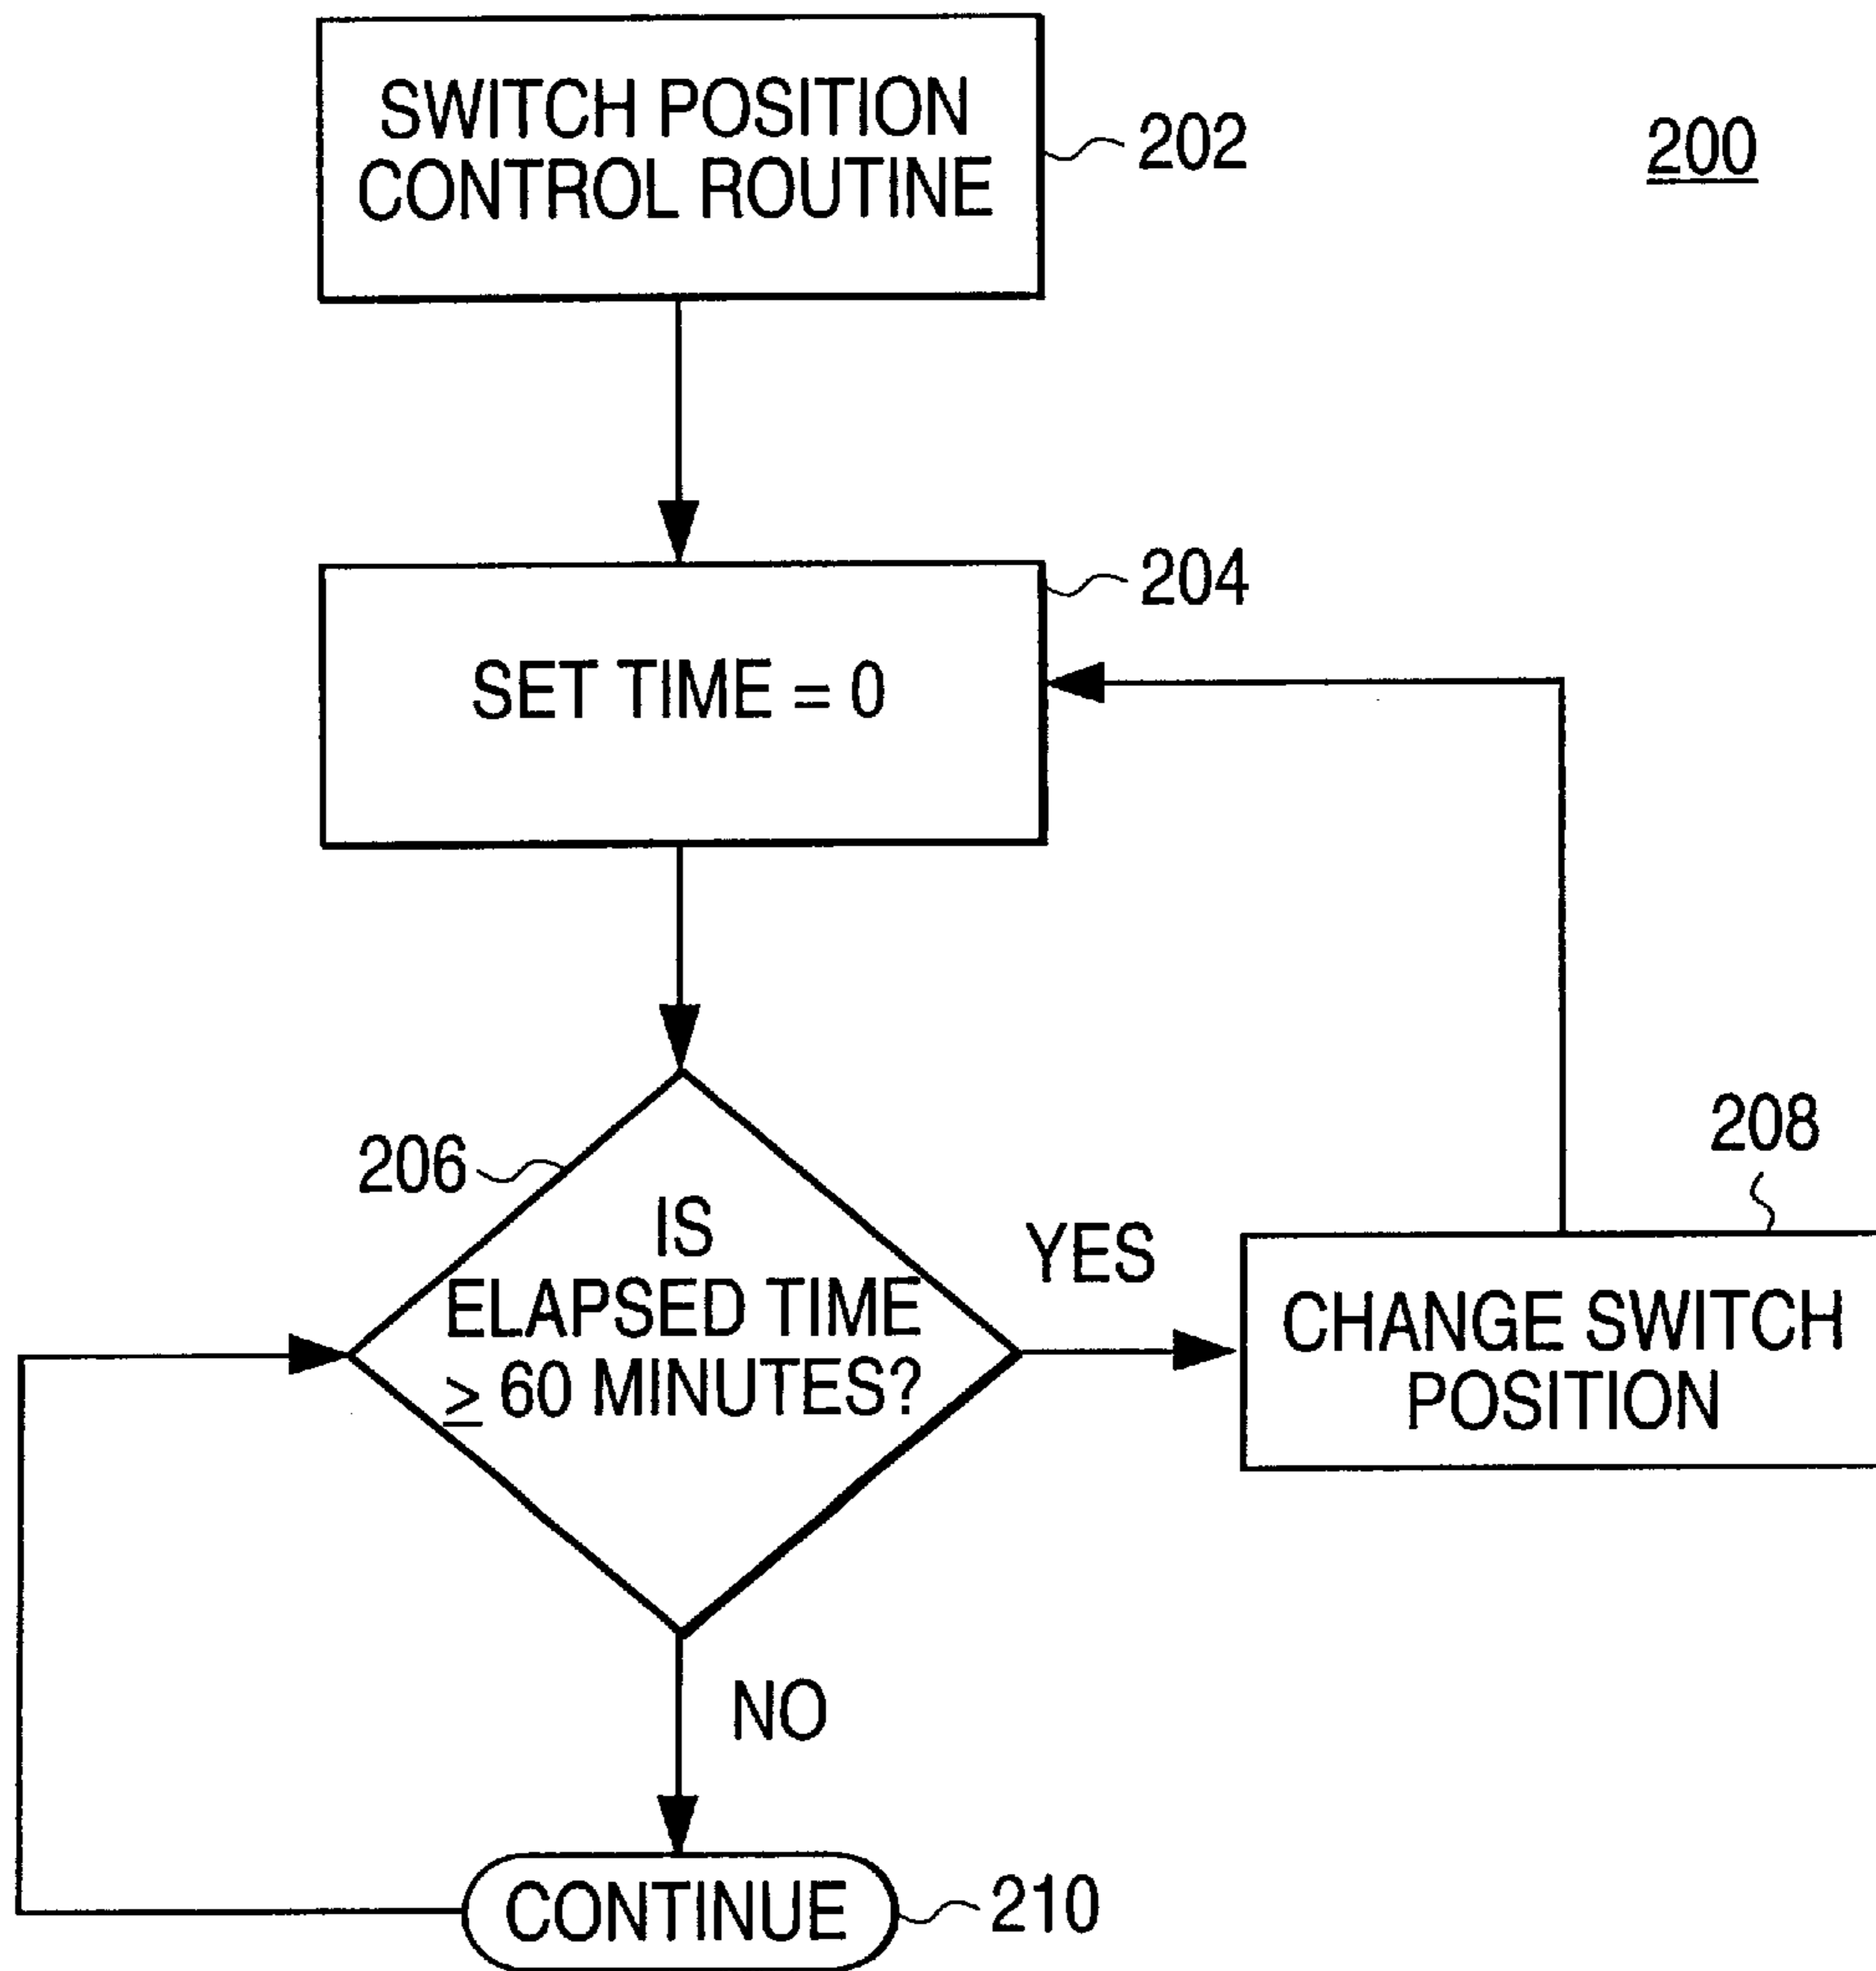 SWITCH POSITION
CONTROL ROUTINE
202
200
204
SET TIME = 0
206
IS
ELAPSED TIME
≥ 60 MINUTES?
YES
208
CHANGE SWITCH
POSITION
NO
CONTINUE
210